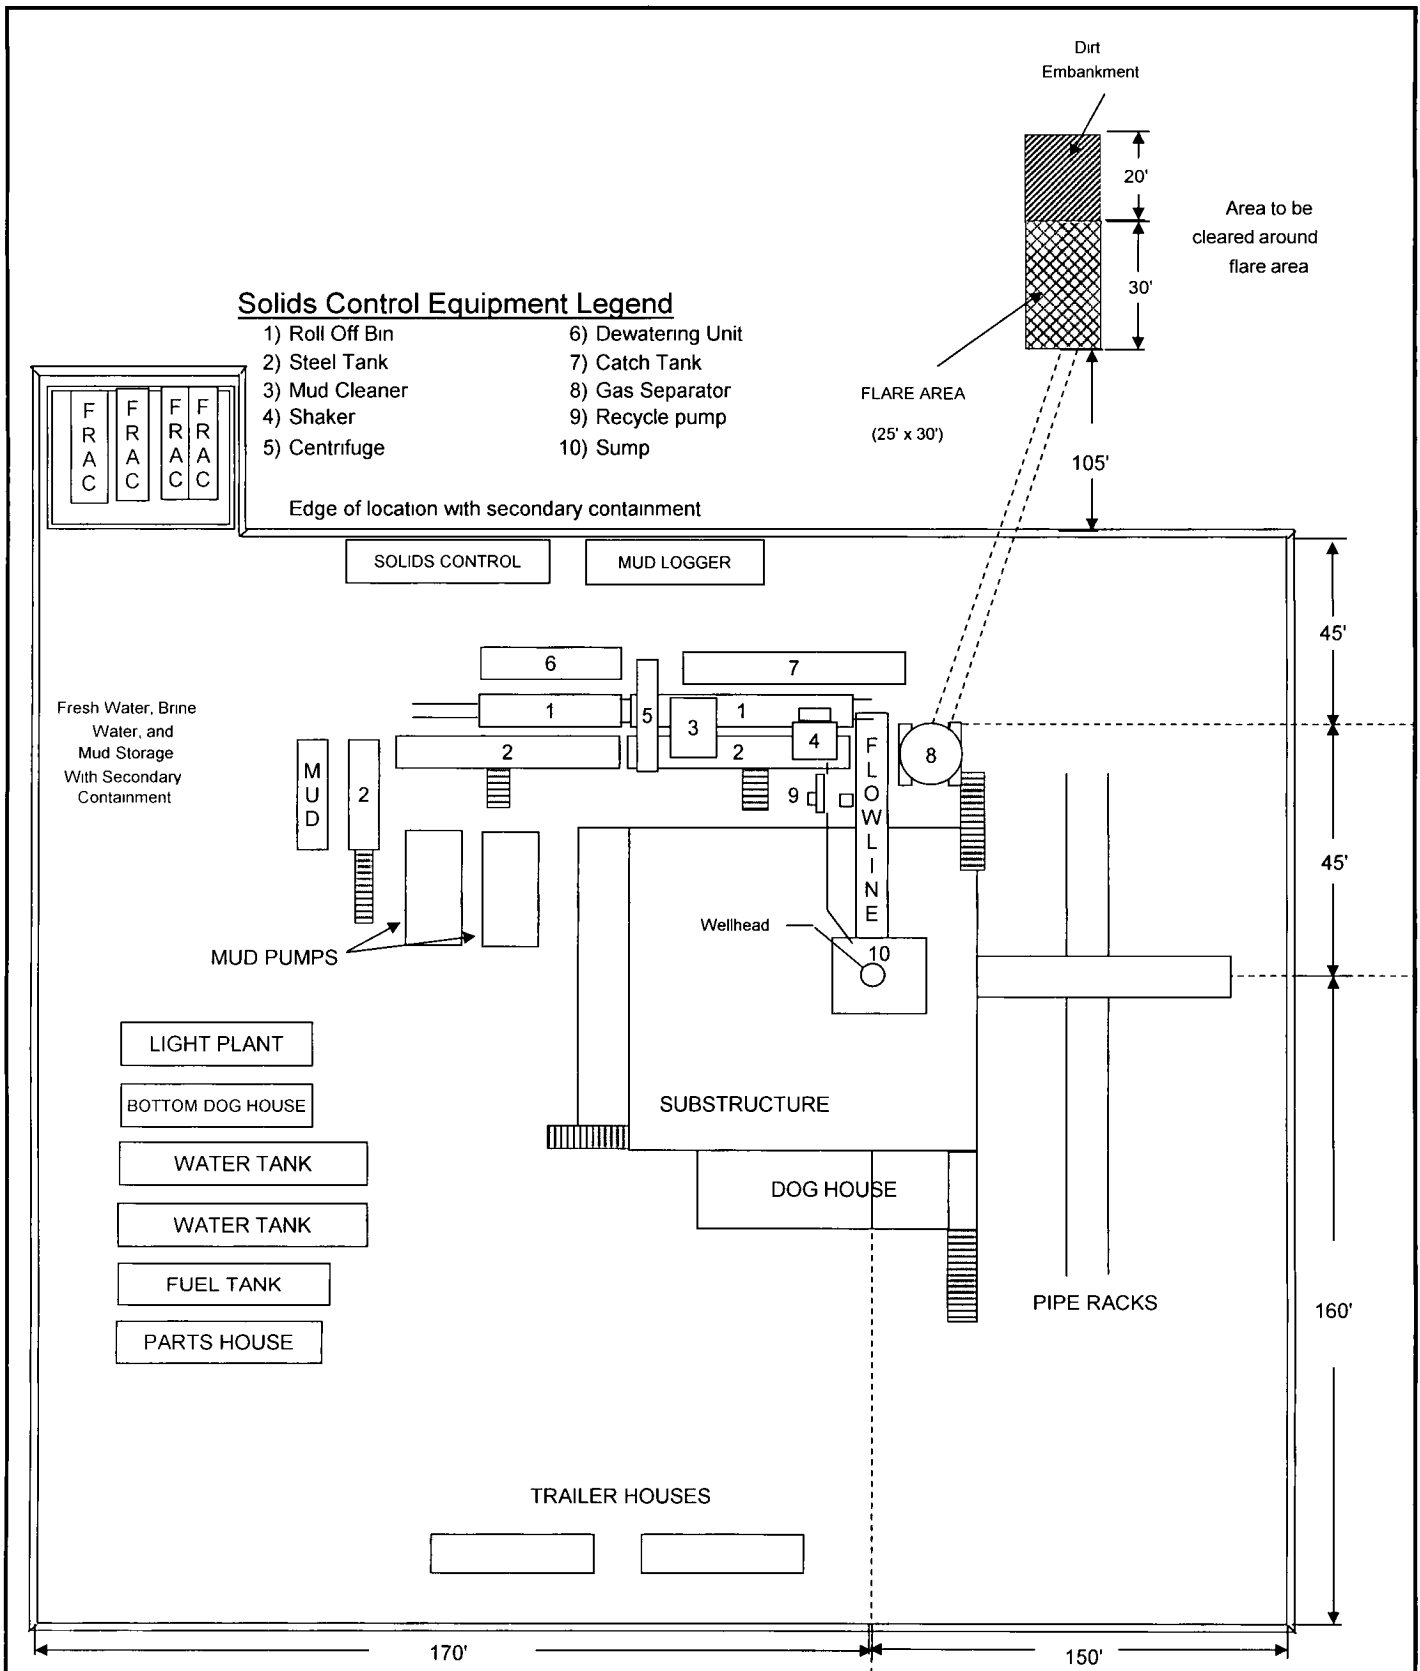 Dirt
Embankment
20'
Area to be
cleared around
flare area
30'
Solids Control Equipment Legend
1) Roll Off Bin
2) Steel Tank
3) Mud Cleaner
4) Shaker
5) Centrifuge
6) Dewatering Unit
7) Catch Tank
8) Gas Separator
9) Recycle pump
10) Sump
FLARE AREA
(25' x 30')
105'
FRAC
FRAC
FRAC
FRAC
Edge of location with secondary containment
SOLIDS CONTROL
MUD LOGGER
45'
6
7
Fresh Water, Brine
Water, and
Mud Storage
With Secondary
Containment
1
5
3
1
4
2
2
8
MUD
2
9
FLOWLINE
45'
Wellhead
10
MUD PUMPS
LIGHT PLANT
BOTTOM DOG HOUSE
SUBSTRUCTURE
WATER TANK
DOG HOUSE
WATER TANK
FUEL TANK
PIPE RACKS
160'
PARTS HOUSE
TRAILER HOUSES
170'
150'